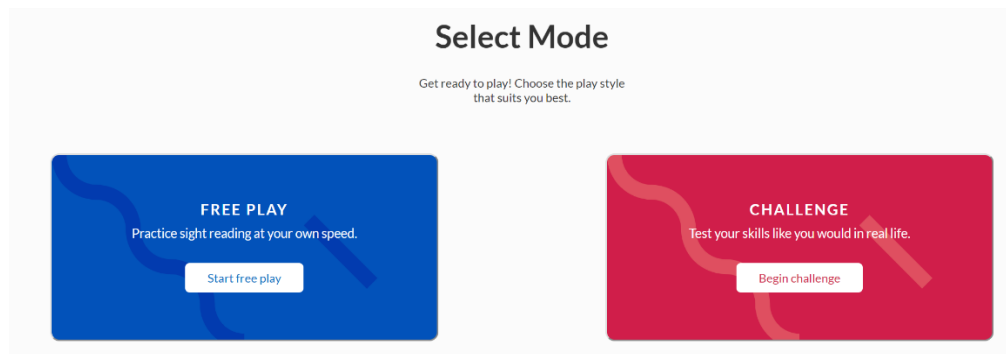 Select Mode
Get ready to play! Choose the play style
that suits you best.
FREE PLAY
Practice sight reading at your own speed.
Start free play
CHALLENGE
Test your skills like you would in real life.
Begin challenge